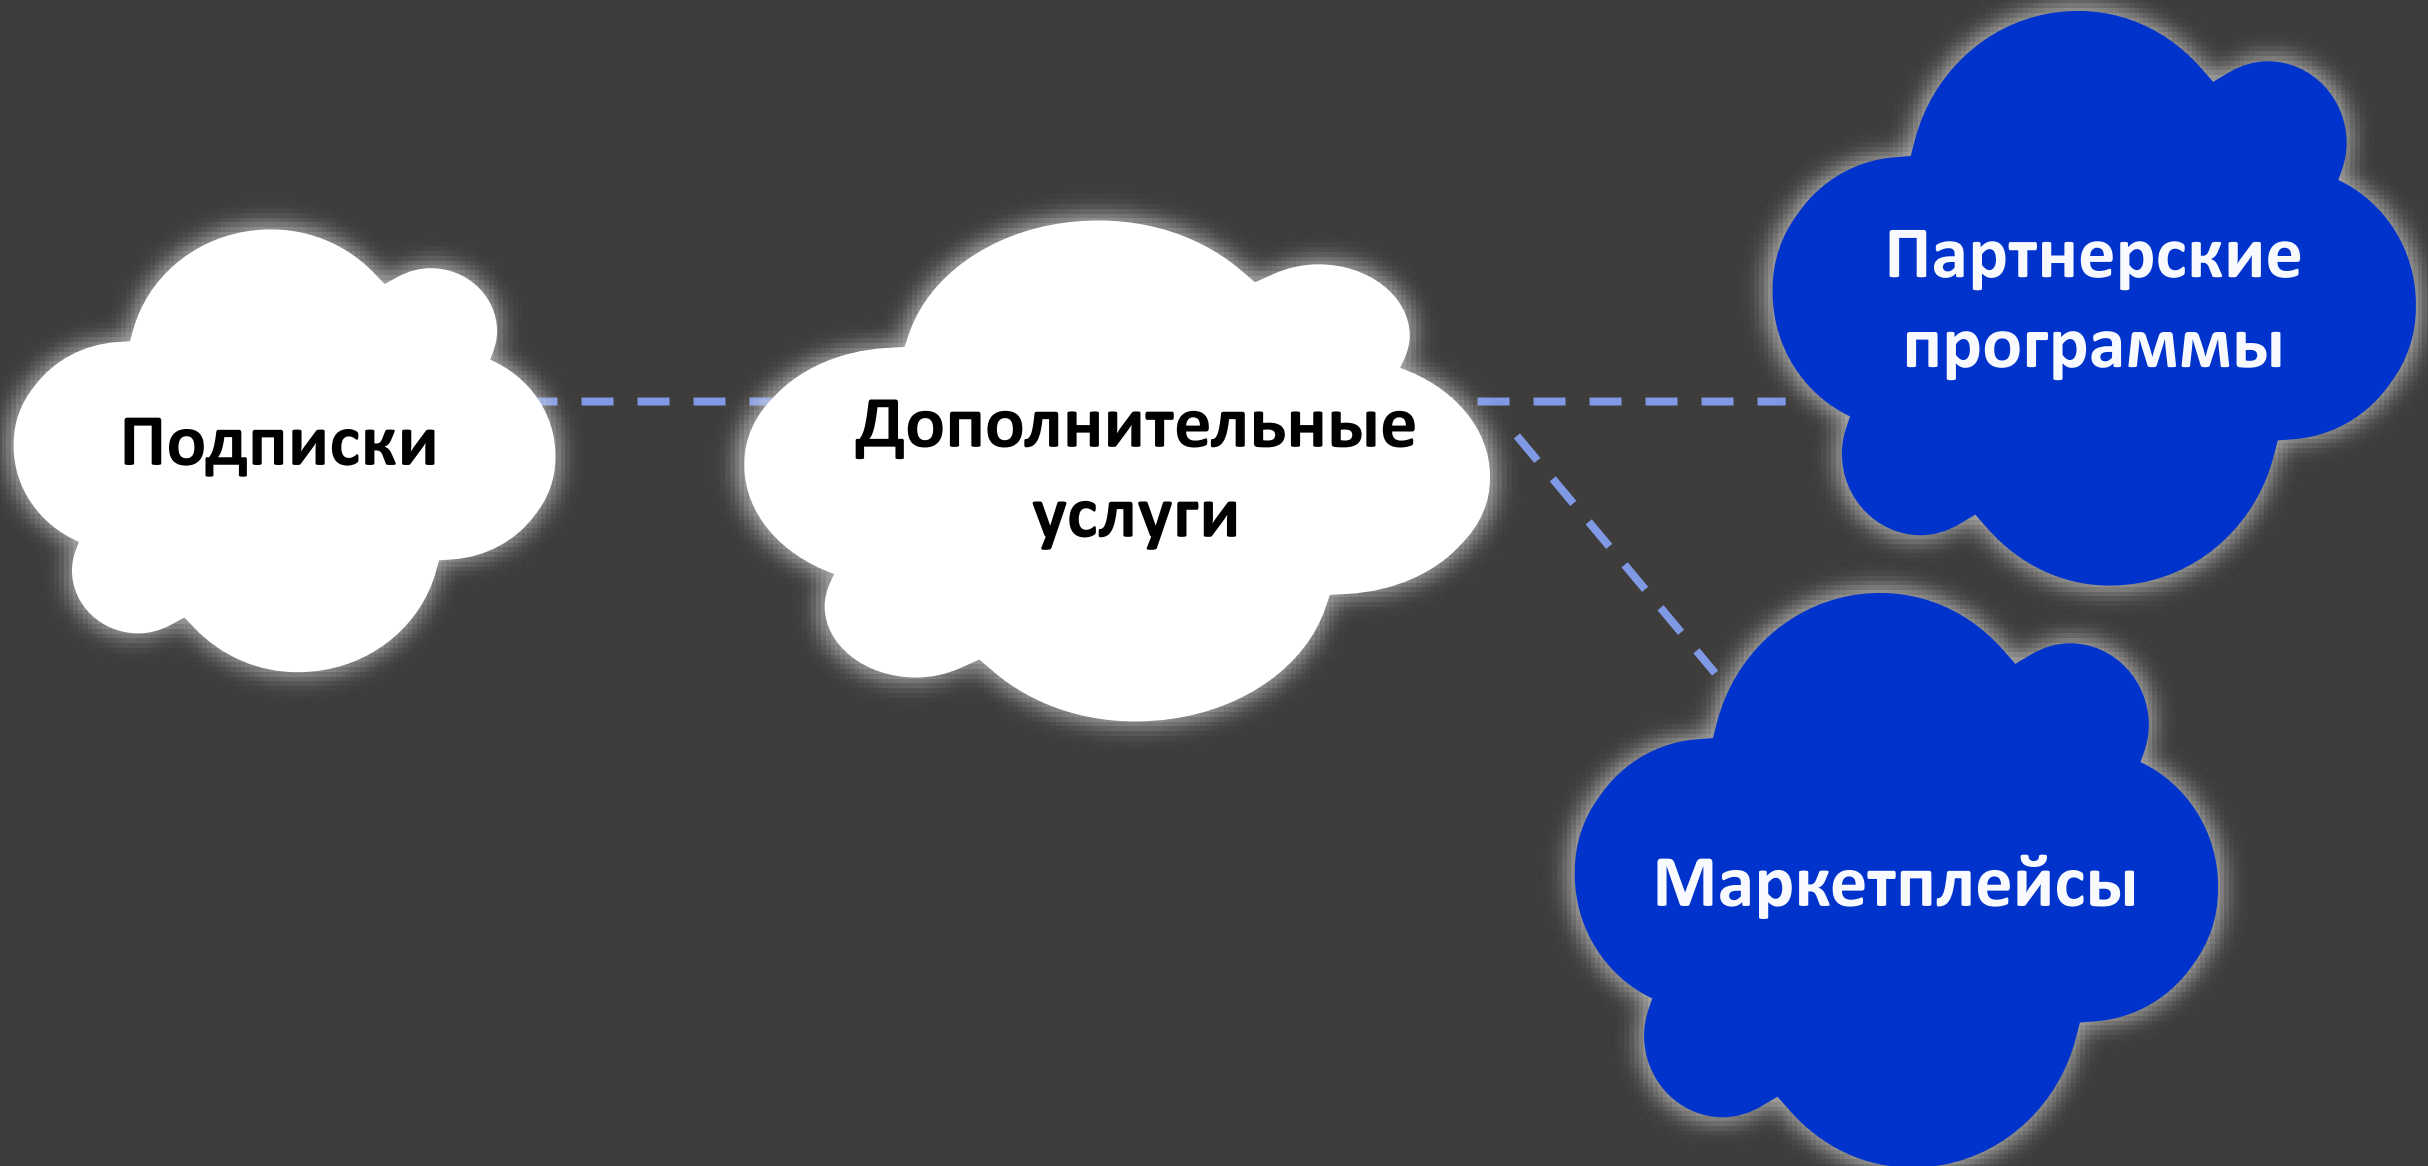 Подписки
Дополнительные
услуги
Партнерские
программы
Маркетплейсы